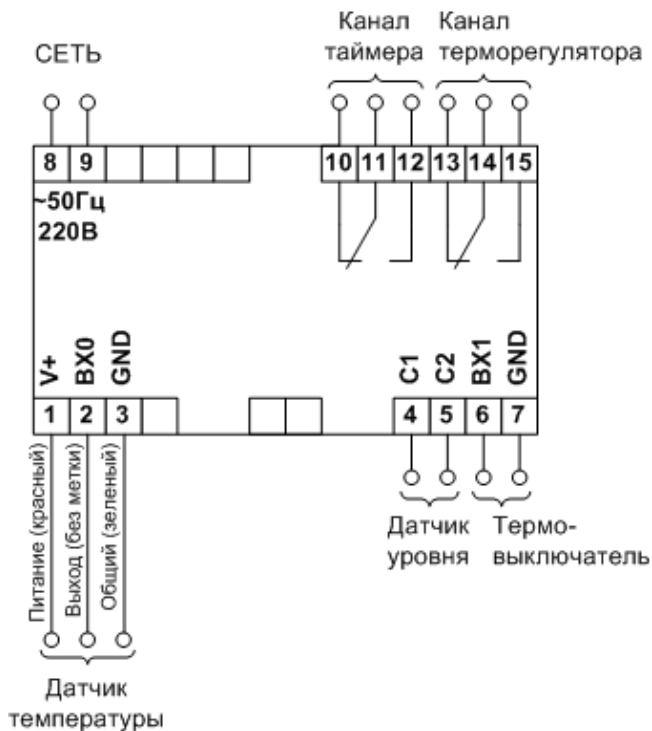 СЕТЬ
Канал таймера
Канал терморегулятора
8 9 10 11 12 13 14 15
~50Гц
220В
V+ BX0 GND C1 C2 BX1 GND
1 2 3 4 5 6 7
Питание (красный)
Выход (без метки)
Общий (зеленый)
Датчик
уровня
Термо-
выключатель
Датчик
температуры